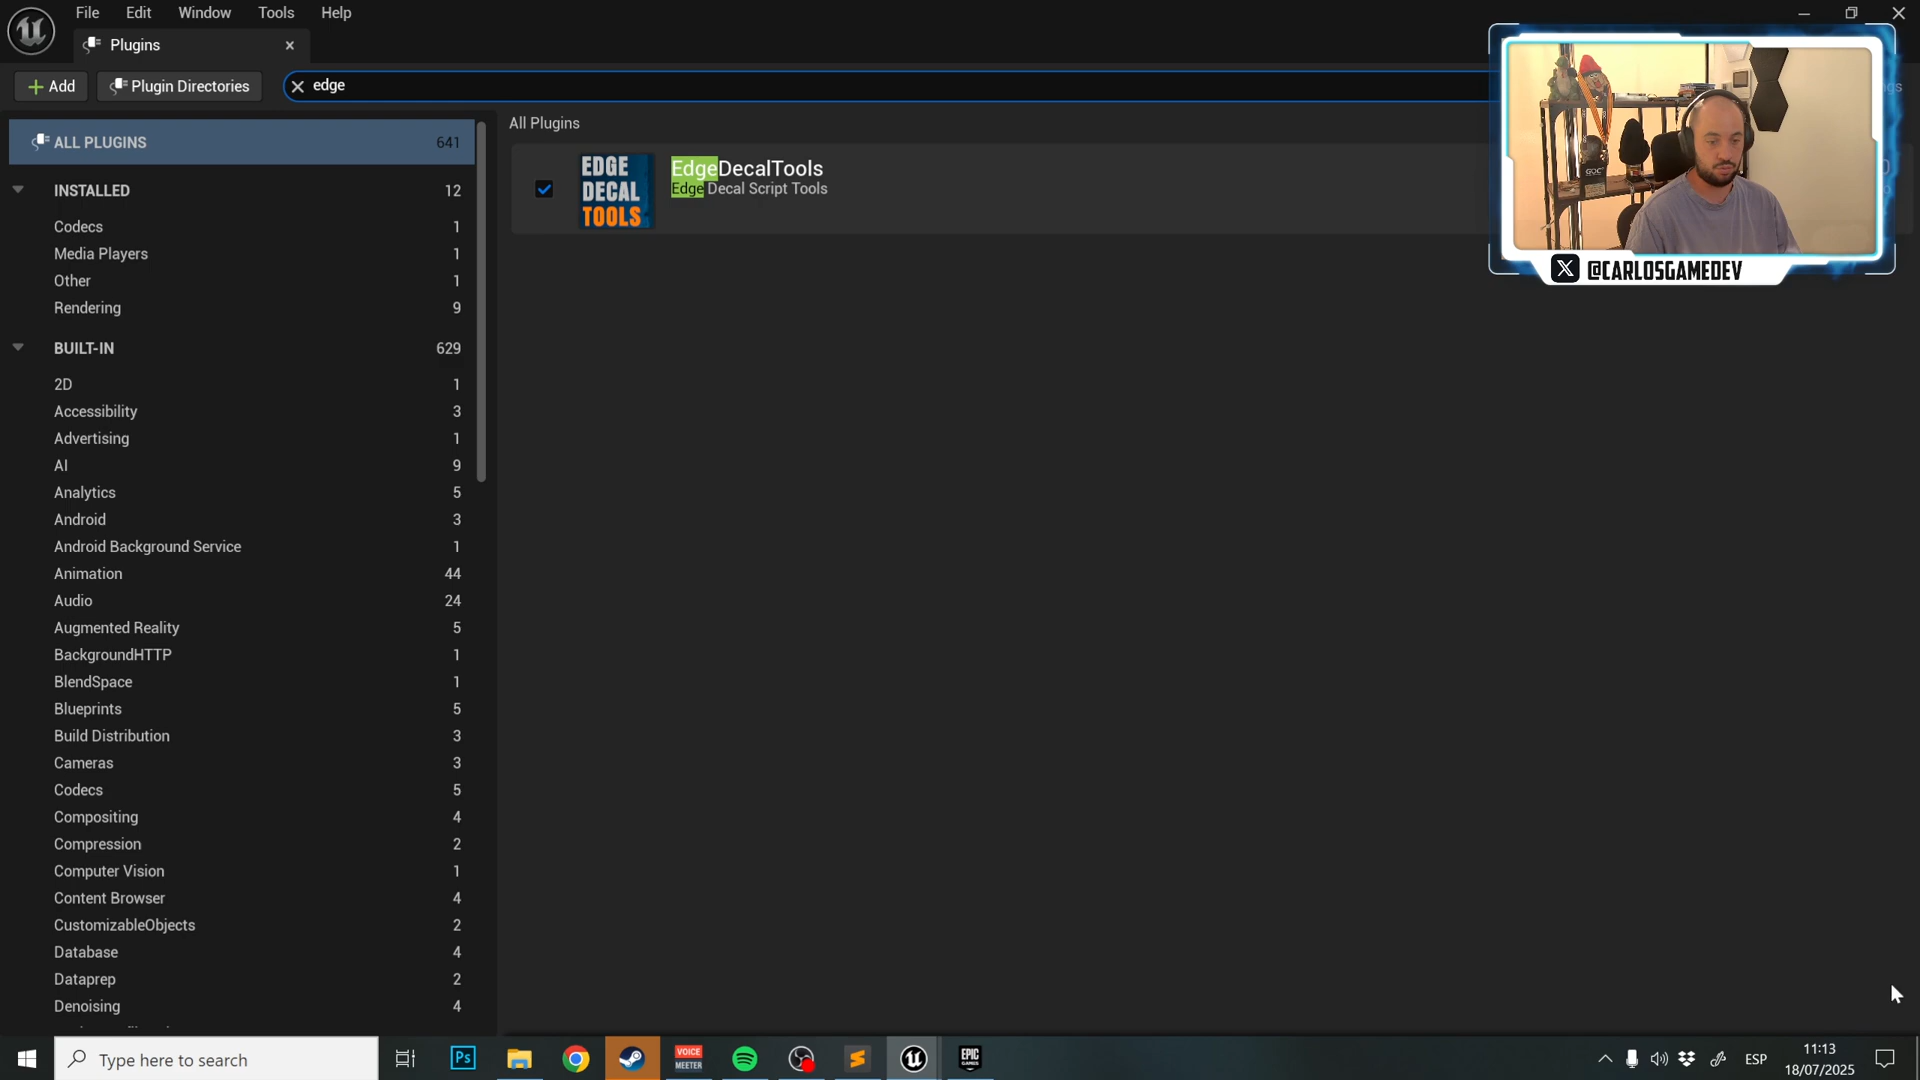 File Edit Window Tools Help
Plugins
Add Plugin Directories edge
ALL PLUGINS 641
INSTALLED 12
Codecs 1
Media Players 1
Other 1
Rendering 9
BUILT-IN 629
2D 1
Accessibility 3
Advertising 1
AI 9
Analytics 5
Android 3
Android Background Service 1
Animation 44
Audio 24
Augmented Reality 5
BackgroundHTTP 1
BlendSpace 1
Blueprints 5
Build Distribution 3
Cameras 3
Codecs 5
Compositing 4
Compression 2
Computer Vision 1
Content Browser 4
CustomizableObjects 2
Database 4
Dataprep 2
Denoising 4
All Plugins
EDGE
DECAL
TOOLS
EdgeDecalTools
Edge Decal Script Tools
X @CARLOSGAMEDEV
Type here to search
Ps
VOICE
MEETER
EPIC
GAMES
ESP
11:13
18/07/2025